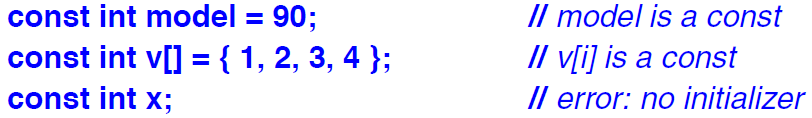 const int model = 90; // model is a const
const int v[] = { 1, 2, 3, 4 }; // v[i] is a const
const int x; // error: no initializer